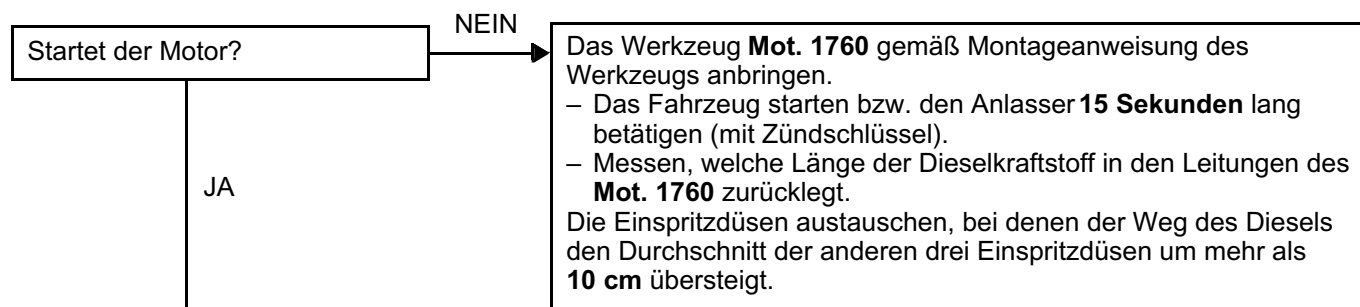 NEIN
Startet der Motor?
Das Werkzeug Mot. 1760 gemäß Montageanweisung des
Werkzeugs anbringen.
– Das Fahrzeug starten bzw. den Anlasser 15 Sekunden lang
betätigen (mit Zündschlüssel).
– Messen, welche Länge der Dieselkraftstoff in den Leitungen des
Mot. 1760 zurücklegt.
Die Einspritzdüsen austauschen, bei denen der Weg des Diesels
den Durchschnitt der anderen drei Einspritzdüsen um mehr als
10 cm übersteigt.
JA